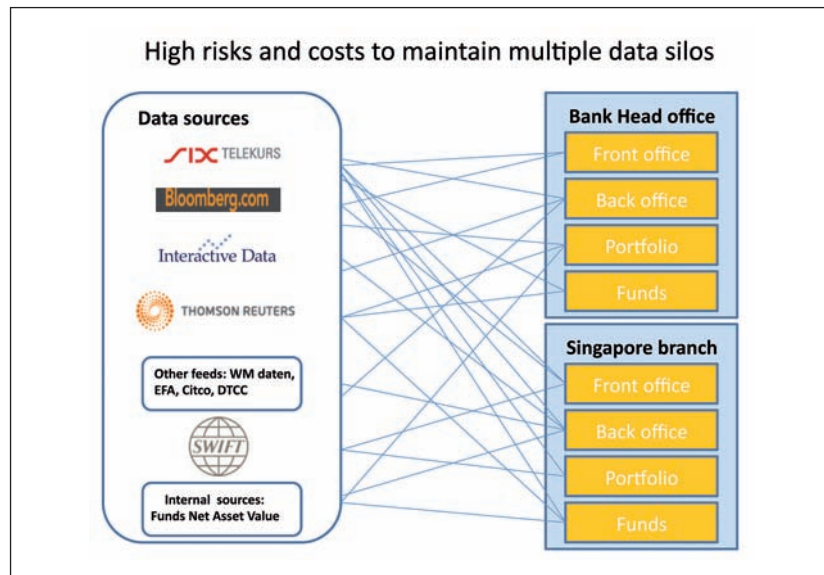 High risks and costs to maintain multiple data silos
Data sources
SIX TELEKURS
Bloomberg.com
Interactive Data
THOMSON REUTERS
Other feeds: WM daten,
EFA, Citco, DTCC
SWIFT
Internal sources:
Funds Net Asset Value
Bank Head office
Front office
Back office
Portfolio
Funds
Singapore branch
Front office
Back office
Portfolio
Funds